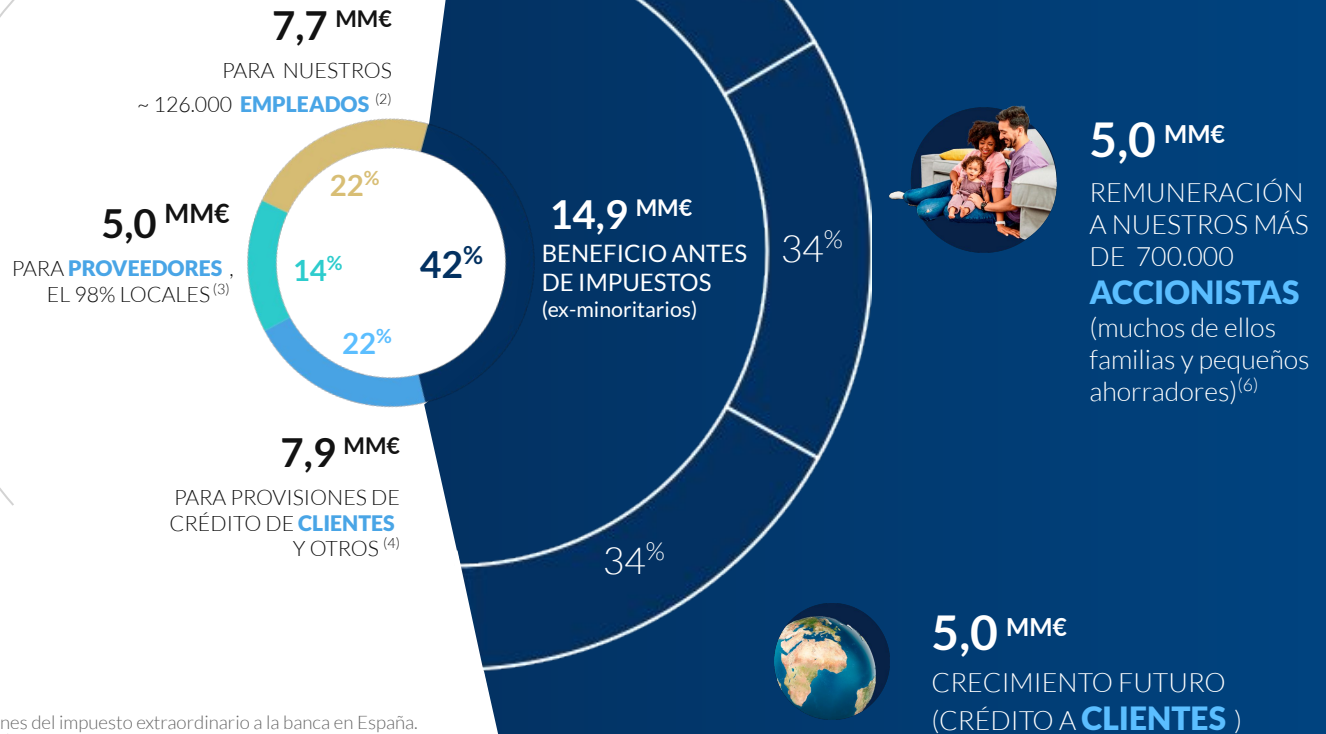 7,7 MM€
PARA NUESTROS
~ 126.000 EMPLEADOS (2)
22%
5,0 MM€
PARA PROVEEDORES ,
EL 98% LOCALES (3)
14%
42%
22%
7,9 MM€
PARA PROVISIONES DE
CRÉDITO DE CLIENTES
Y OTROS (4)
14,9 MM€
BENEFICIO ANTES
DE IMPUESTOS
(ex-minoritarios)
34%
5,0 MM€
REMUNERACIÓN
A NUESTROS MÁS
DE 700.000
ACCIONISTAS
(muchos de ellos
familias y pequeños
ahorradores)(6)
34%
5,0 MM€
CRECIMIENTO FUTURO
(CRÉDITO A CLIENTES )
nes del impuesto extraordinario a la banca en España.